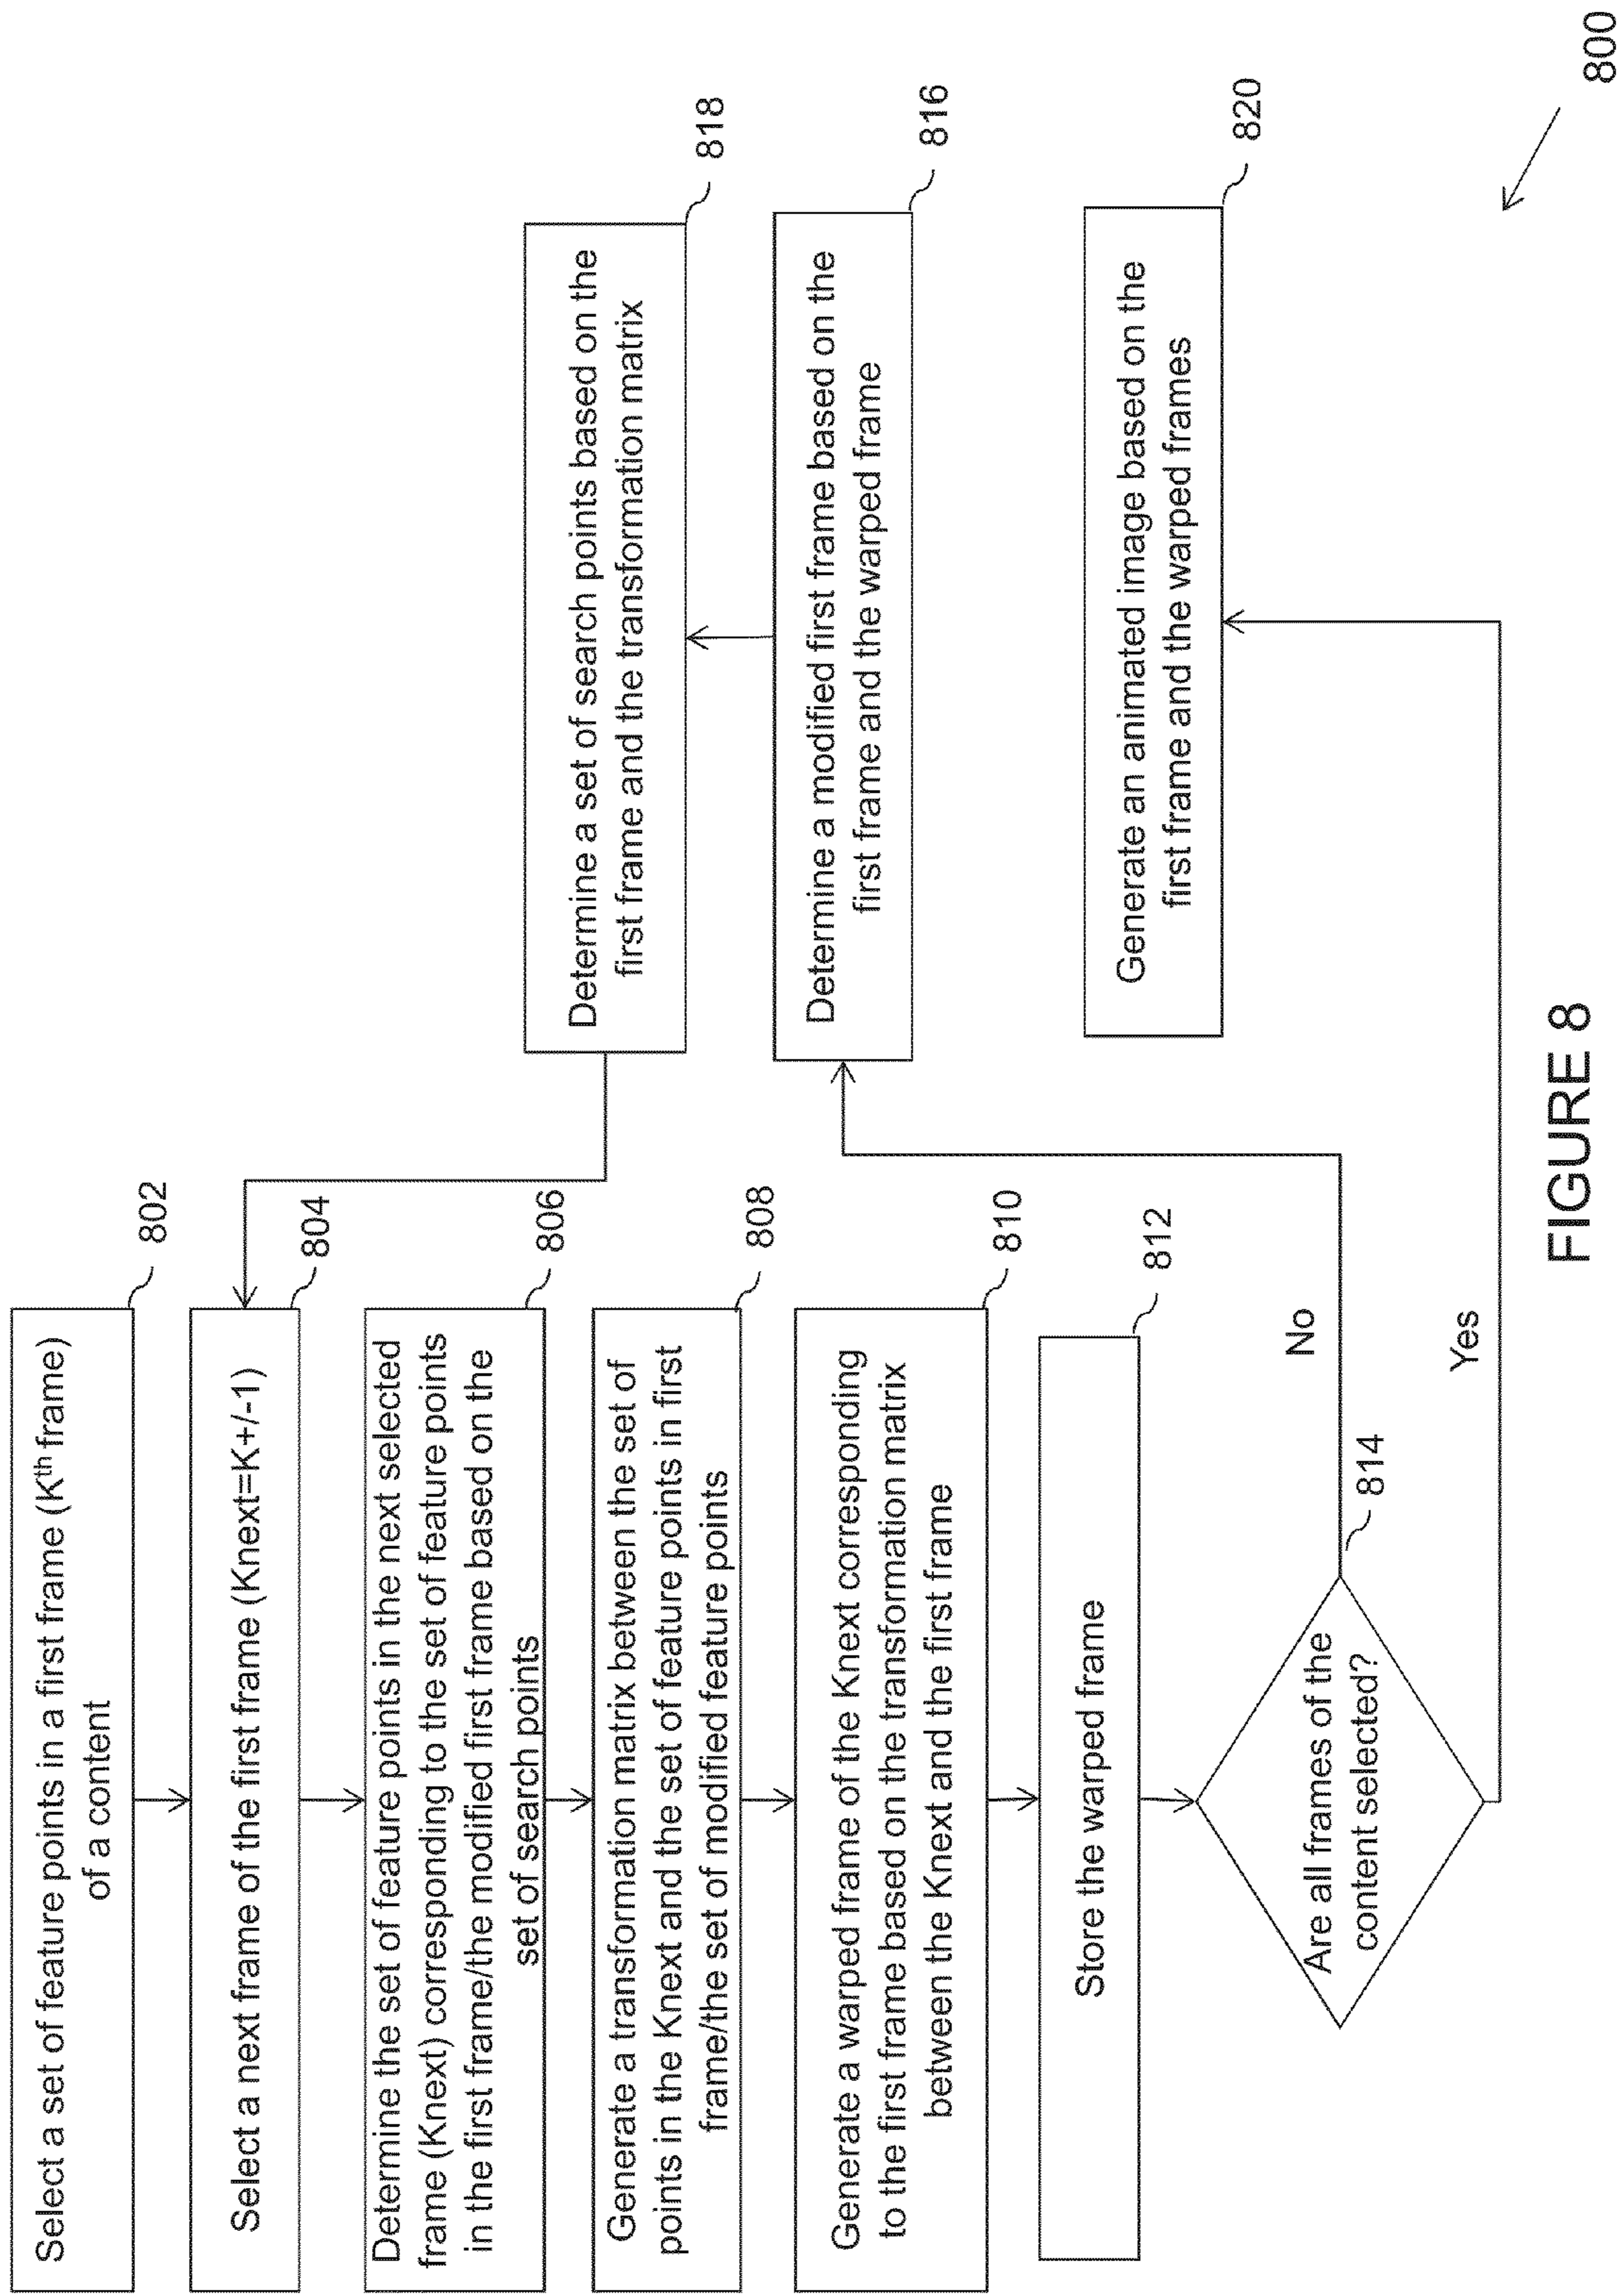 Select a set of feature points in a first frame (Kth frame)
of a content
802
Select a next frame of the first frame (Knext=K+/-1)
804
Determine the set of feature points in the next selected
frame (Knext) corresponding to the set of feature points
in the first frame/the modified first frame based on the
set of search points
806
Generate a transformation matrix between the set of
points in the Knext and the set of feature points in first
frame/the set of modified feature points
808
Generate a warped frame of the Knext corresponding
to the first frame based on the transformation matrix
between the Knext and the first frame
810
Store the warped frame
812
Are all frames of the
content selected?
814
No
Yes
Determine a set of search points based on the
first frame and the transformation matrix
818
Determine a modified first frame based on the
first frame and the warped frame
816
Generate an animated image based on the
first frame and the warped frames
820
800
FIGURE 8